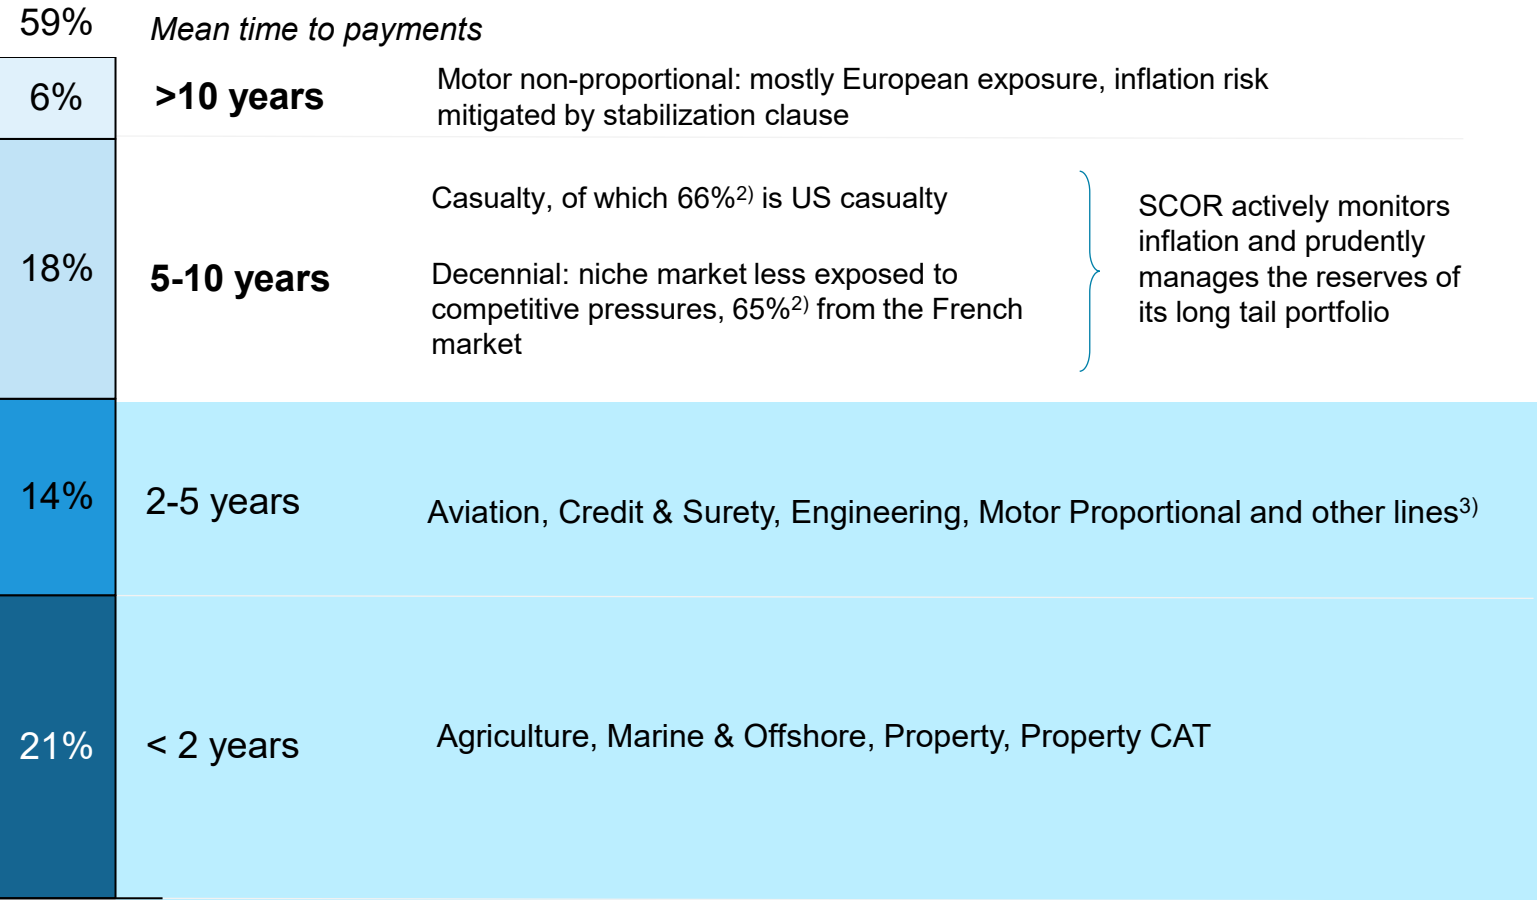 59%
Mean time to payments
6%
>10 years
Motor non-proportional: mostly European exposure, inflation risk
mitigated by stabilization clause
18%
5-10 years
Casualty, of which 66%2) is US casualty
Decennial: niche market less exposed to
competitive pressures, 65%2) from the French
market
SCOR actively monitors
inflation and prudently
manages the reserves of
its long tail portfolio
14%
2-5 years
Aviation, Credit & Surety, Engineering, Motor Proportional and other lines3)
21%
< 2 years
Agriculture, Marine & Offshore, Property, Property CAT